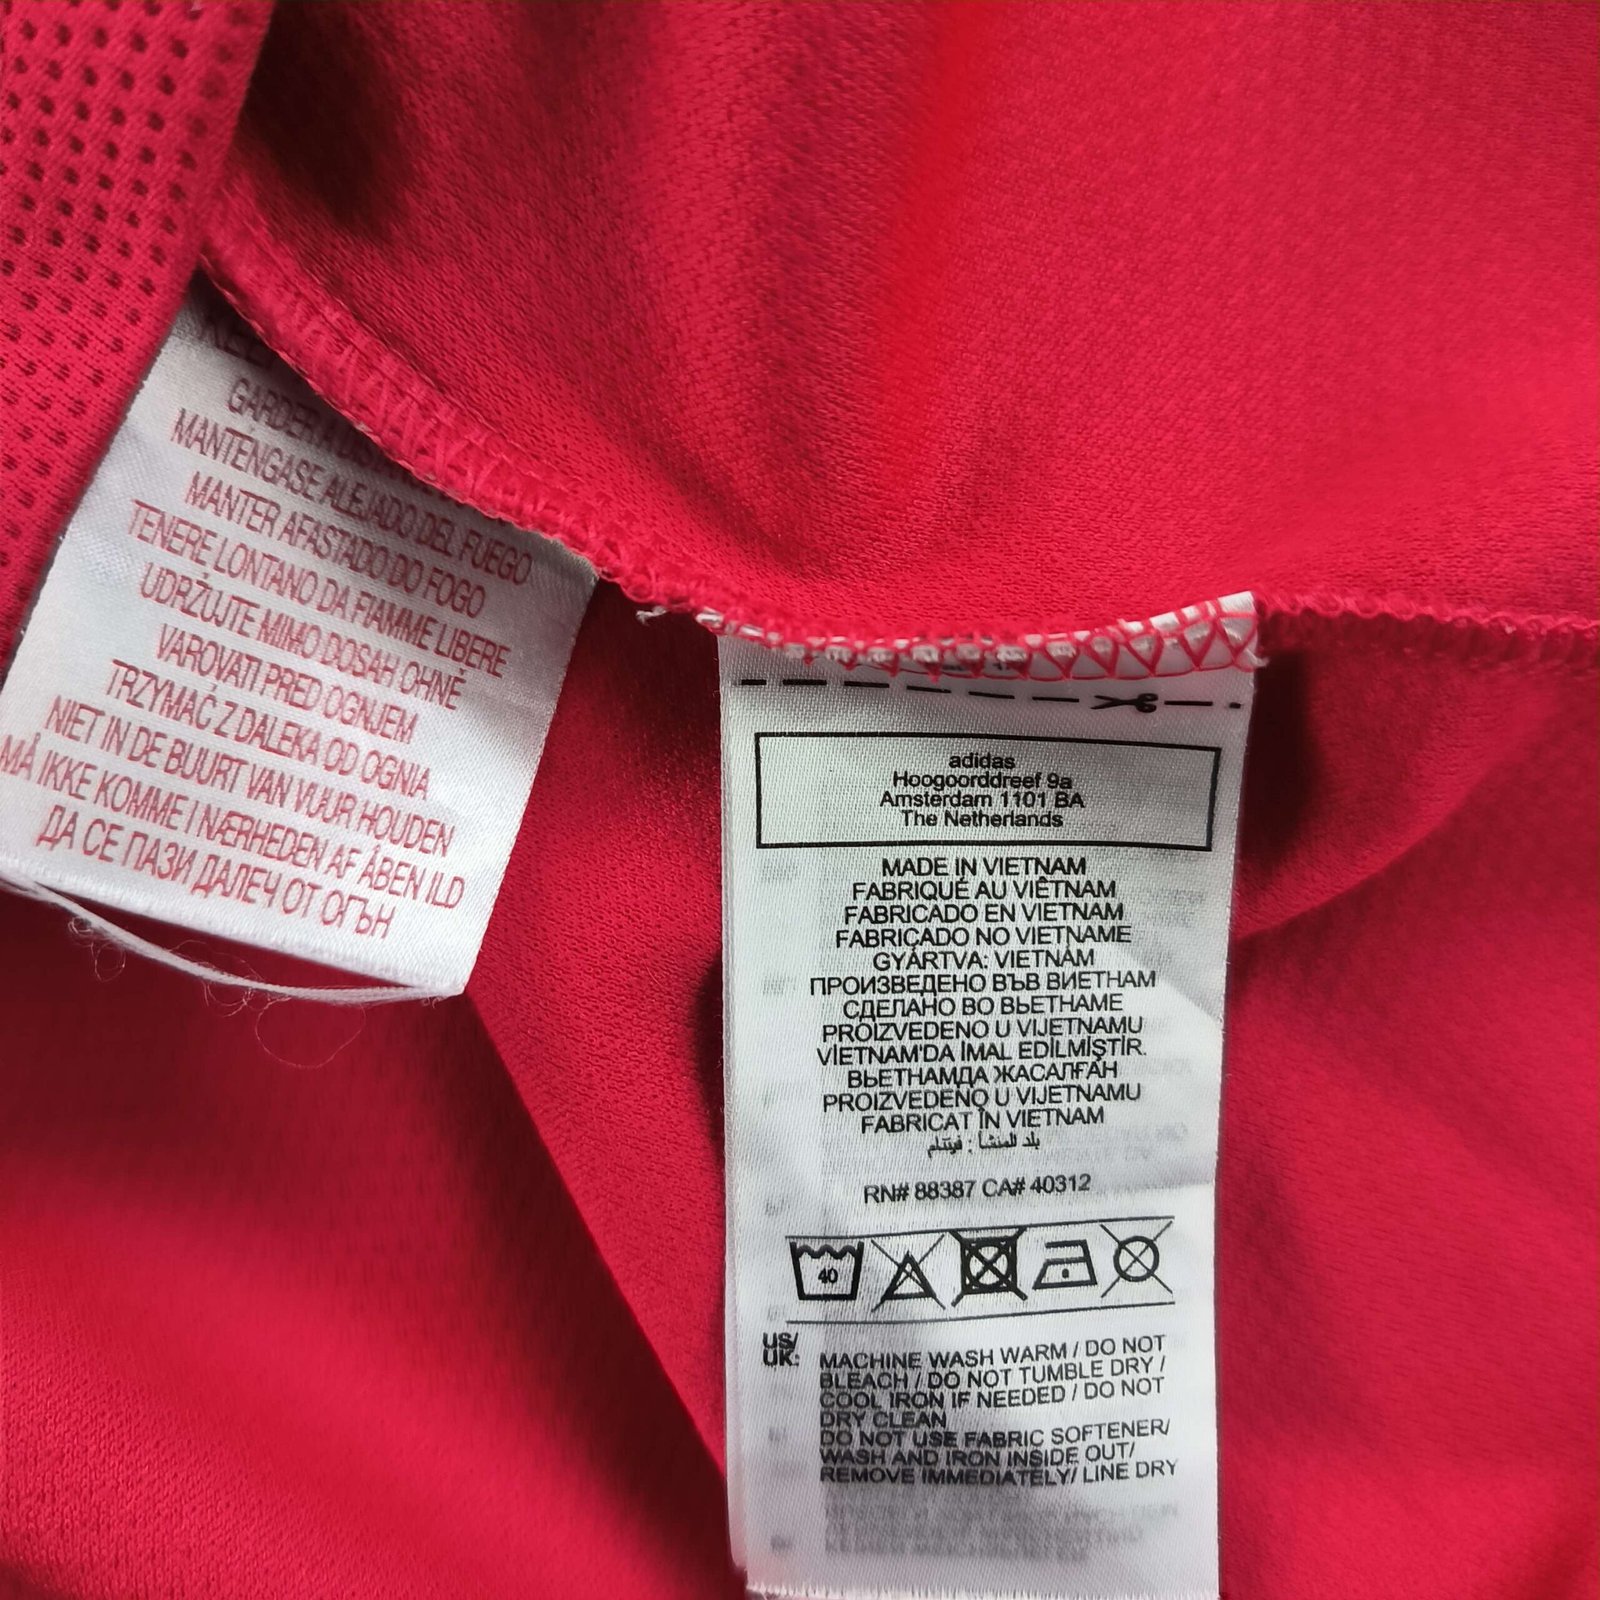 GARDER
MANTENGASE ALEJADO DEL FUEGO
MANTER AFASTADO DO FOGO
TENERE LONTANO DA FIAMME LIBERE
UDRŽUJTE MIMO DOSAH OHNĚ
VAROVATI PRED OGNJEM
TRZYMAĆ Z DALEKA OD OGNIA
NIET IN DE BUURT VAN VUUR HOUDEN
MÅ IKKE KOMME I NÆRHEDEN AF ÅBEN ILD
ДА СЕ ПАЗИ ДАЛЕЧ ОТ ОГЪН
adidas
Hoogoorddreef 9a
Amsterdam 1101 BA
The Netherlands
MADE IN VIETNAM
FABRIQUÉ AU VIÊTNAM
FABRICADO EN VIETNAM
FABRICADO NO VIETNAME
GYÁRTVA: VIETNÁM
ПРОИЗВЕДЕНО ВЪВ ВИЕТНАМ
СДЕЛАНО ВО ВЬЕТНАМЕ
PROIZVEDENO U VIJETNAMU
VİETNAM'DA İMAL EDİLMİŞTİR.
ВЬЕТНАМДА ЖАСАЛҒАН
PROIZVEDENO U VIJETNAMU
FABRICAT ÎN VIETNAM
بلد المنشأ : فيتنام
RN# 88387 CA# 40312
40
US/
UK:
MACHINE WASH WARM / DO NOT
BLEACH / DO NOT TUMBLE DRY /
COOL IRON IF NEEDED / DO NOT
DRY CLEAN
DO NOT USE FABRIC SOFTENER/
WASH AND IRON INSIDE OUT/
REMOVE IMMEDIATELY/ LINE DRY